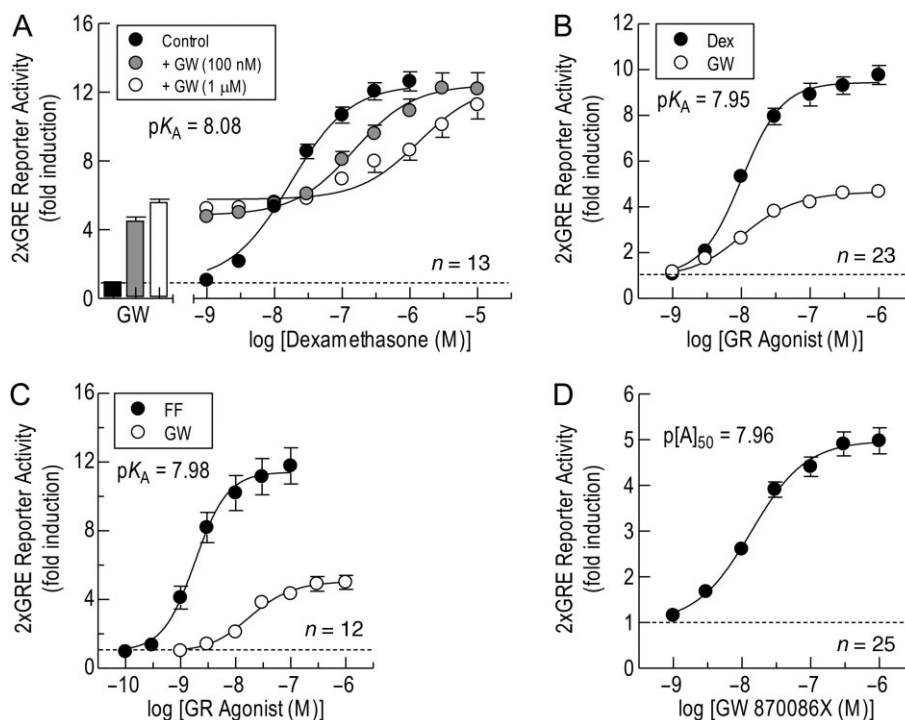 A
Control
+ GW (100 nM)
+ GW (1 μM)
pKA = 8.08
2xGRE Reporter Activity
(fold induction)
16
12
8
4
0
n = 13
GW
−9 −8 −7 −6 −5
log [Dexamethasone (M)]
B
Dex
GW
pKA = 7.95
2xGRE Reporter Activity
(fold induction)
12
10
8
6
4
2
0
n = 23
−9 −8 −7 −6
log [GR Agonist (M)]
C
FF
GW
pKA = 7.98
2xGRE Reporter Activity
(fold induction)
16
12
8
4
0
n = 12
−10 −9 −8 −7 −6
log [GR Agonist (M)]
D
p[A]50 = 7.96
2xGRE Reporter Activity
(fold induction)
6
5
4
3
2
1
0
n = 25
−9 −8 −7 −6
log [GW 870086X (M)]